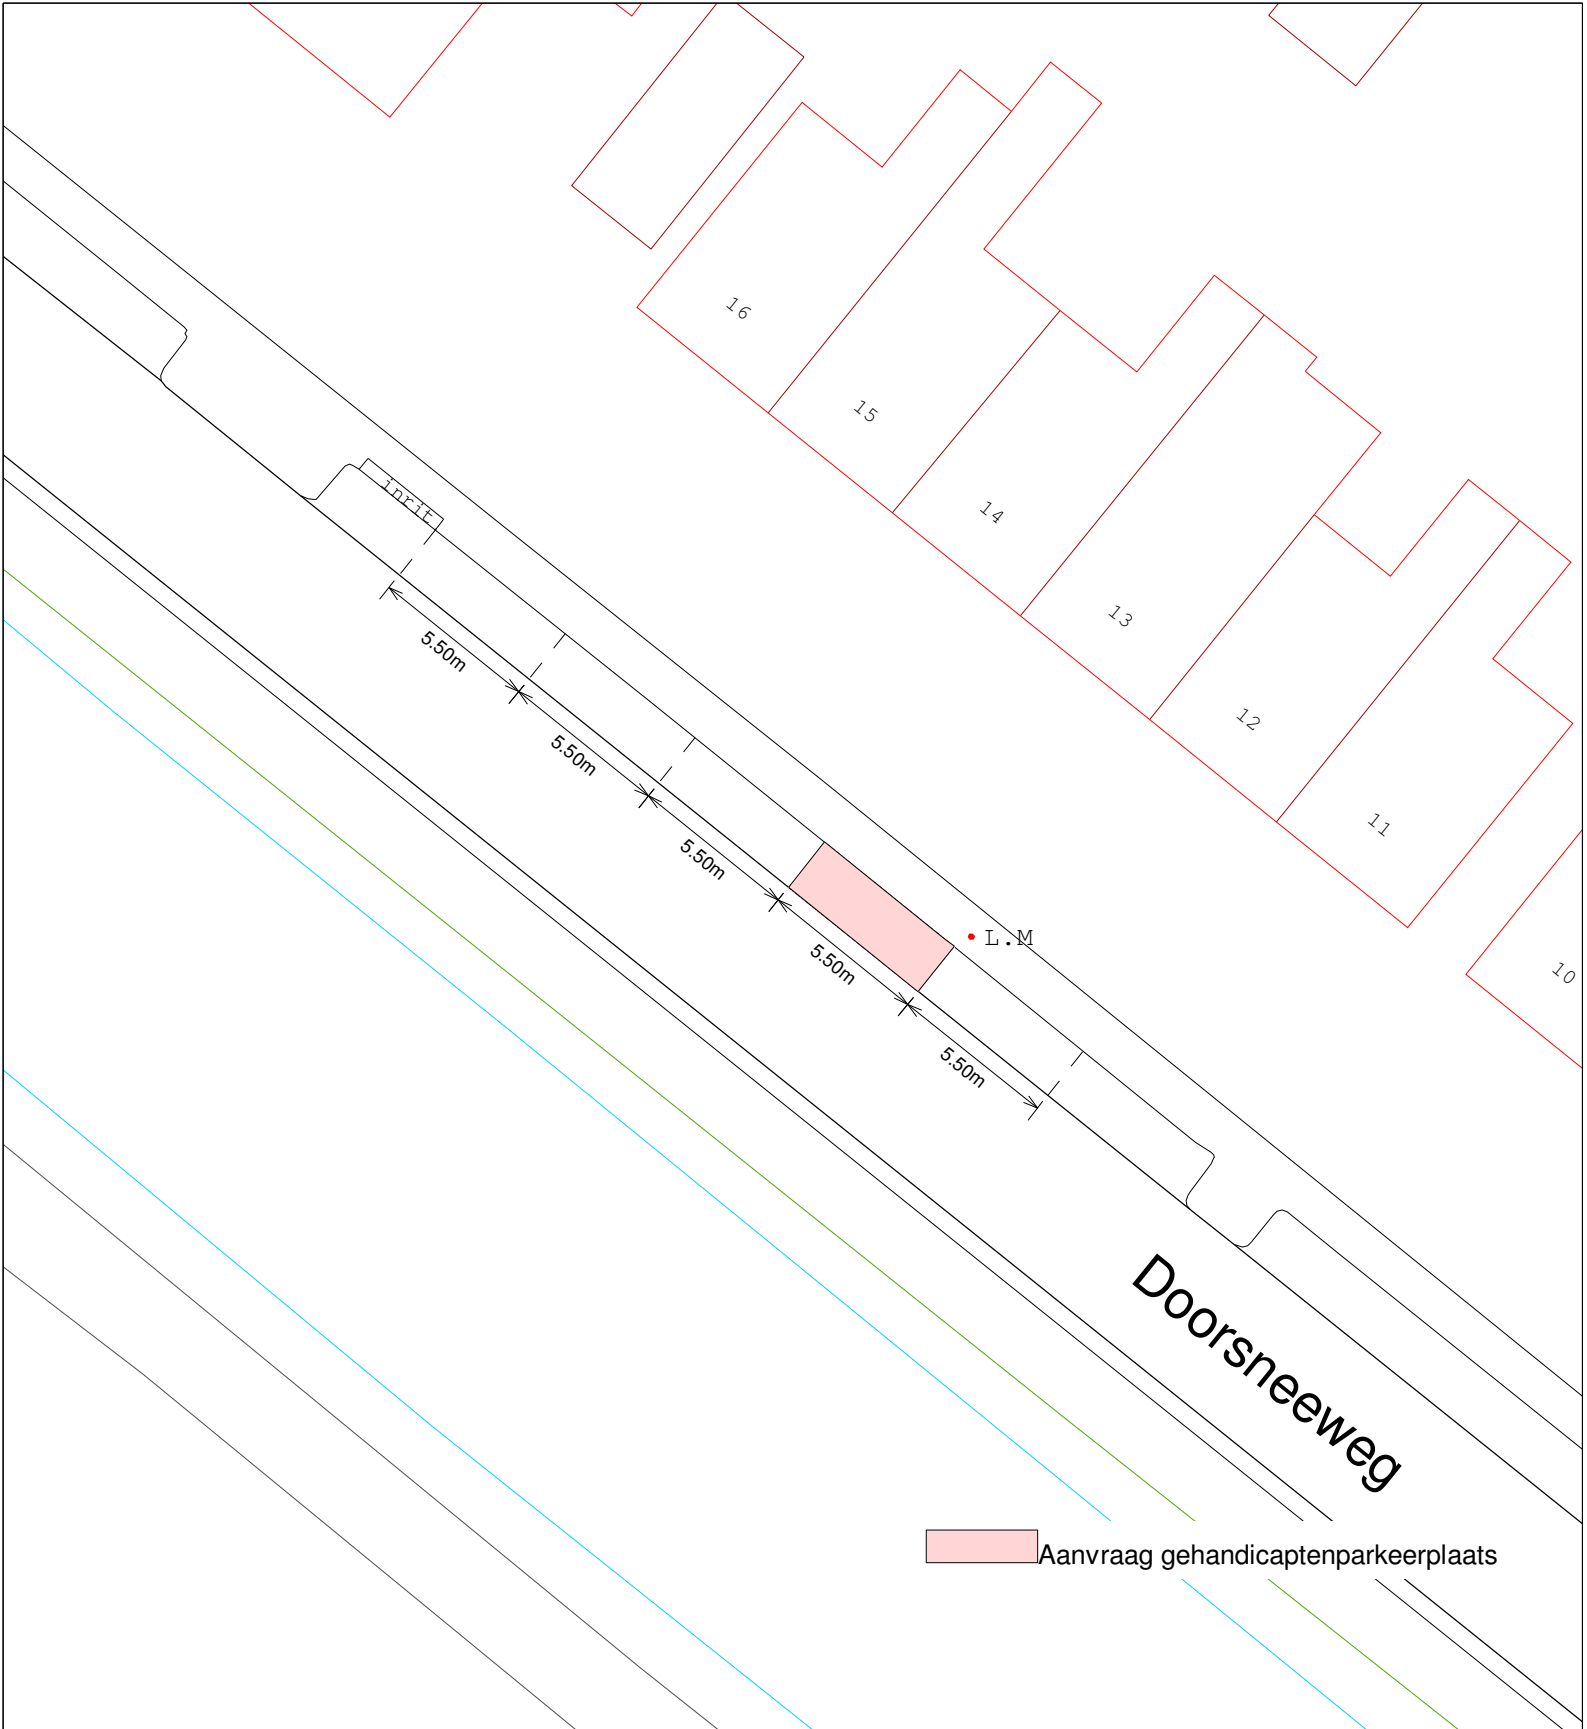 16
15
14
13
12
11
10
inrit
5.50m
5.50m
5.50m
5.50m
5.50m
L.M
Doorsneeweg
Aanvraag gehandicaptenparkeerplaats